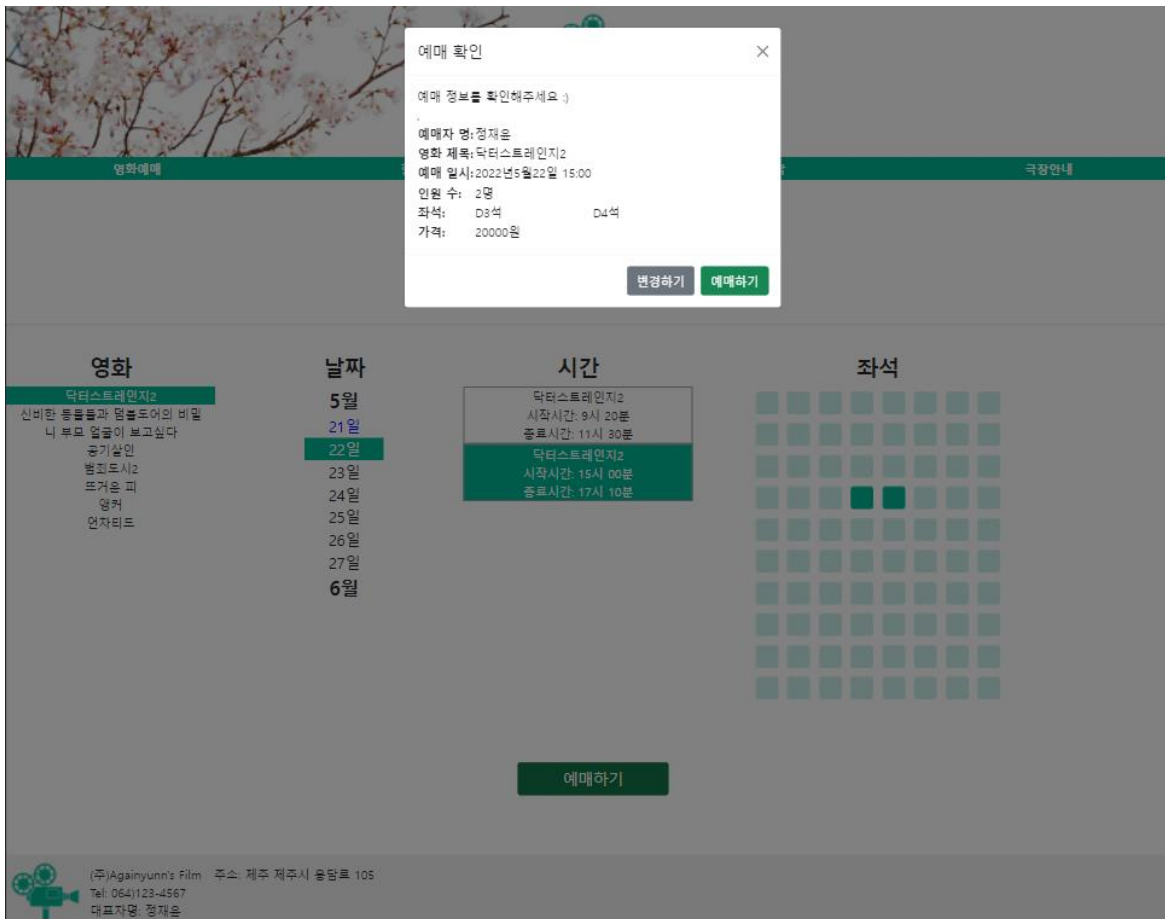 예매 확인
예매 정보를 확인해주세요 :)
.
예매자 명:정재윤
영화 제목:닥터스트레인지2
예매 일시:2022년5월22일 15:00
인원 수: 2명
좌석: D3석 D4석
가격: 20000원
변경하기 예매하기
영화예매 극장안내
영화 날짜 시간 좌석
닥터스트레인지2
신비한 동물들과 덤블도어의 비밀
니 부모 얼굴이 보고싶다
공기살인
범죄도시2
뜨거운 피
앵커
언차티드
5월
21일
22일
23일
24일
25일
26일
27일
6월
닥터스트레인지2
시작시간: 9시 20분
종료시간: 11시 30분
닥터스트레인지2
시작시간: 15시 00분
종료시간: 17시 10분
예매하기
(주)Againyunn's Film 주소: 제주 제주시 용담로 105
Tel: 064)123-4567
대표자명: 정재윤